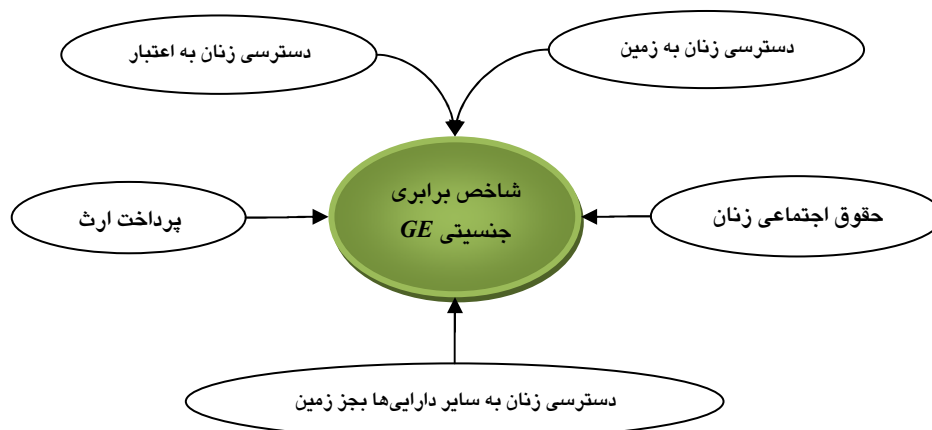 دسترسی زنان به زمین
دسترسی زنان به اعتبار
شاخص برابری
جنسیتی GE
حقوق اجتماعی زنان
پرداخت ارث
دسترسی زنان به سایر دارایی‌ها بجز زمین